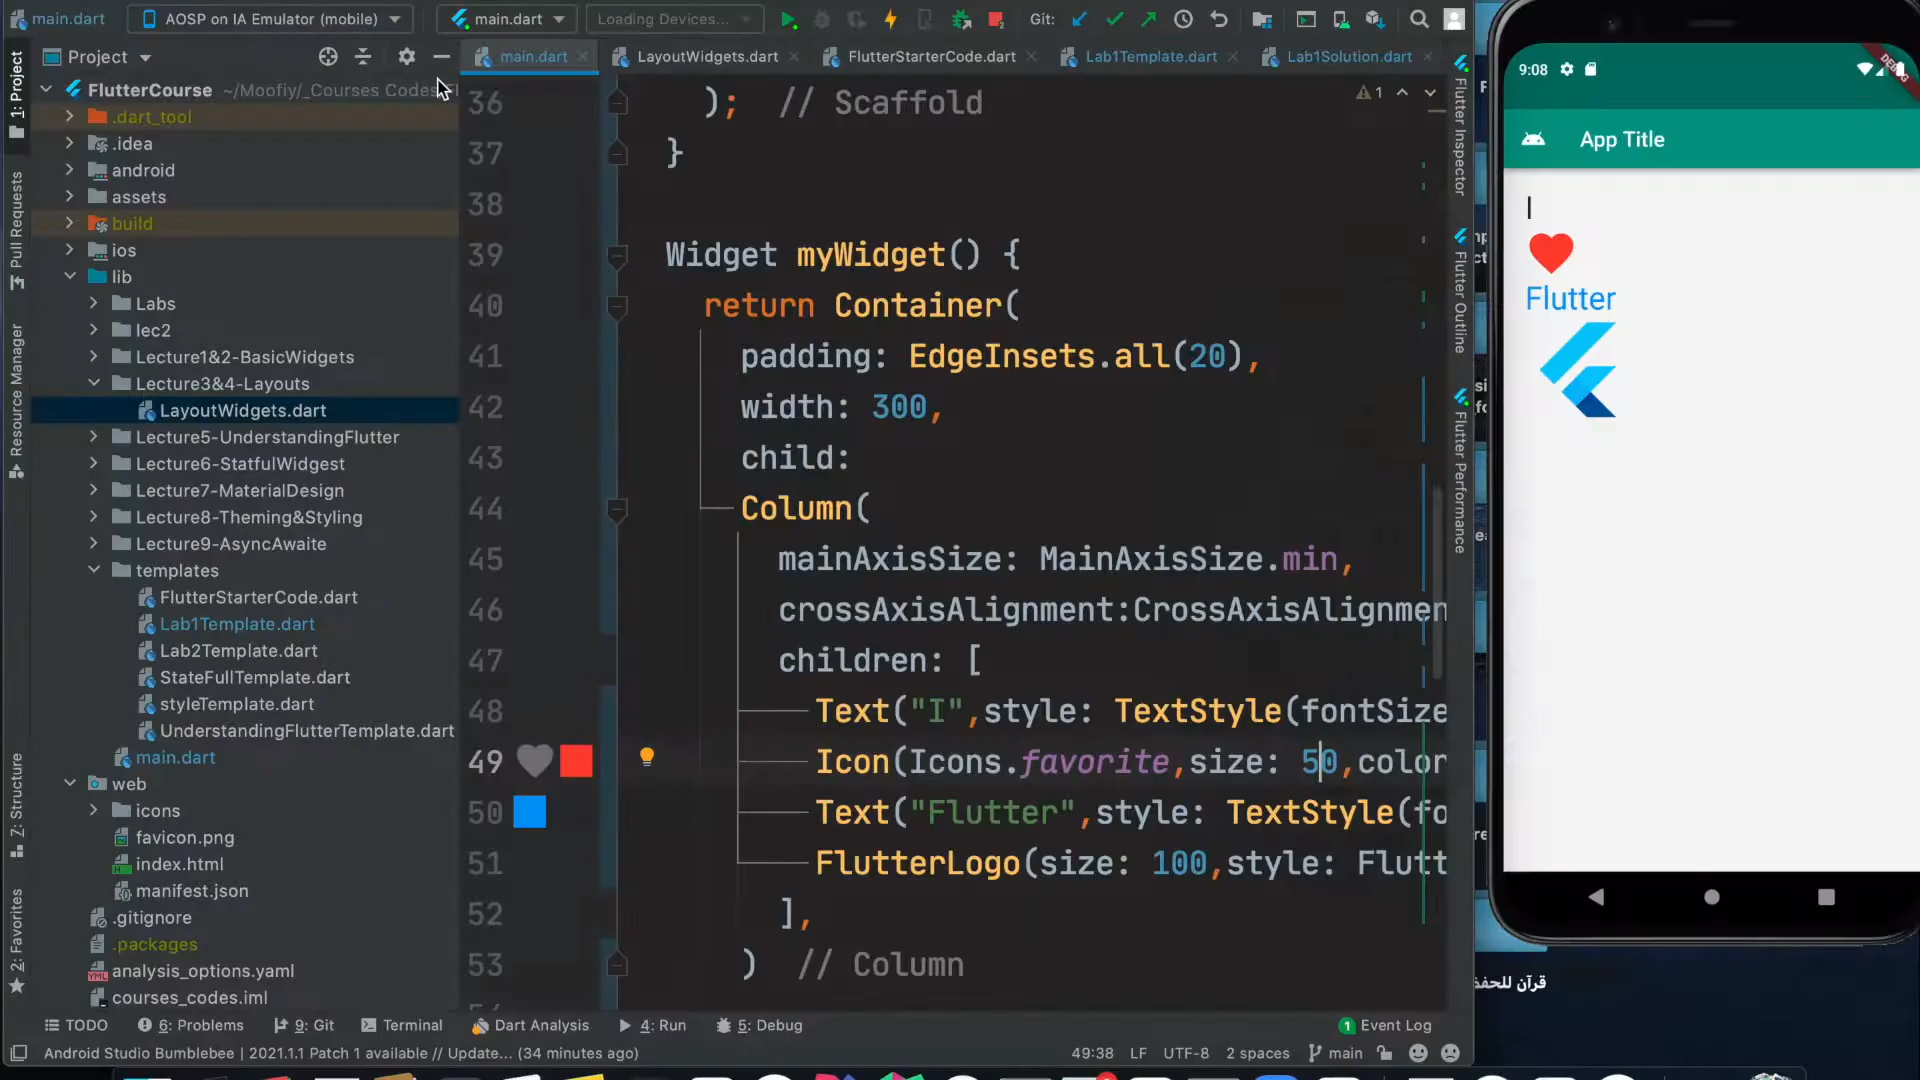 main.dart
AOSP on IA Emulator (mobile)
main.dart
Loading Devices...
Git:
Project
main.dart
LayoutWidgets.dart
FlutterStarterCode.dart
Lab1Template.dart
Lab1Solution.dart
1: Project
Pull Requests
Resource Manager
7: Structure
2: Favorites
FlutterCourse ~/Moofiy/_Courses Codes
.dart_tool
.idea
android
assets
build
ios
lib
Labs
lec2
Lecture1&2-BasicWidgets
Lecture3&4-Layouts
LayoutWidgets.dart
Lecture5-UnderstandingFlutter
Lecture6-StatfulWidgest
Lecture7-MaterialDesign
Lecture8-Theming&Styling
Lecture9-AsyncAwaite
templates
FlutterStarterCode.dart
Lab1Template.dart
Lab2Template.dart
StateFullTemplate.dart
styleTemplate.dart
UnderstandingFlutterTemplate.dart
main.dart
web
icons
favicon.png
index.html
manifest.json
.gitignore
.packages
analysis_options.yaml
courses_codes.iml
1
36 ); // Scaffold
37 }
38
39 Widget myWidget() {
40 return Container(
41 padding: EdgeInsets.all(20),
42 width: 300,
43 child:
44 Column(
45 mainAxisSize: MainAxisSize.min,
46 crossAxisAlignment:CrossAxisAlignmen
47 children: [
48 Text("I",style: TextStyle(fontSize
49 Icon(Icons.favorite,size: 50,color
50 Text("Flutter",style: TextStyle(fo
51 FlutterLogo(size: 100,style: Flutt
52 ],
53 ) // Column
Flutter Inspector
Flutter Outline
Flutter Performance
9:08
DEBUG
App Title
I
Flutter
TODO
6: Problems
9: Git
Terminal
Dart Analysis
4: Run
5: Debug
1 Event Log
Android Studio Bumblebee | 2021.1.1 Patch 1 available // Update... (34 minutes ago)
49:38 LF UTF-8 2 spaces main